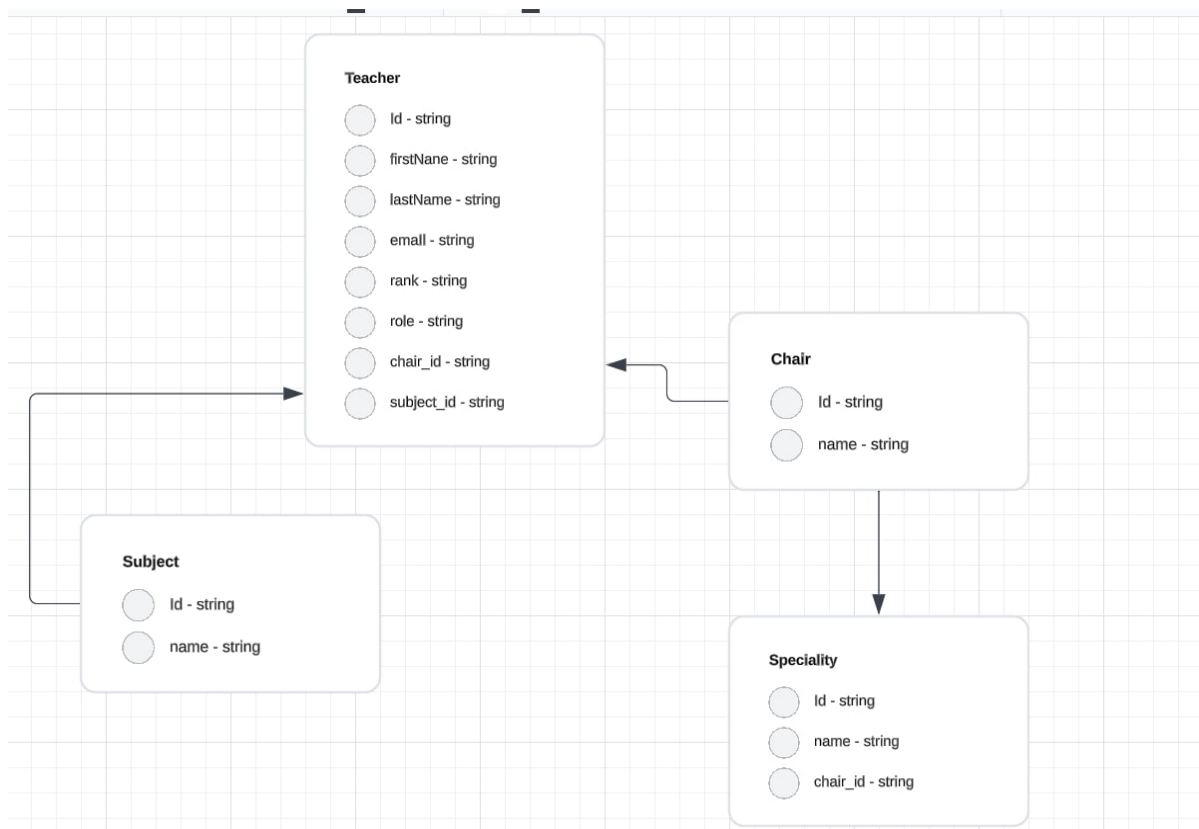 Teacher
Id - string
firstNane - string
lastName - string
emall - string
rank - string
role - string
chair_id - string
subject_id - string
Chair
Id - string
name - string
Subject
Id - string
name - string
Speciality
Id - string
name - string
chair_id - string